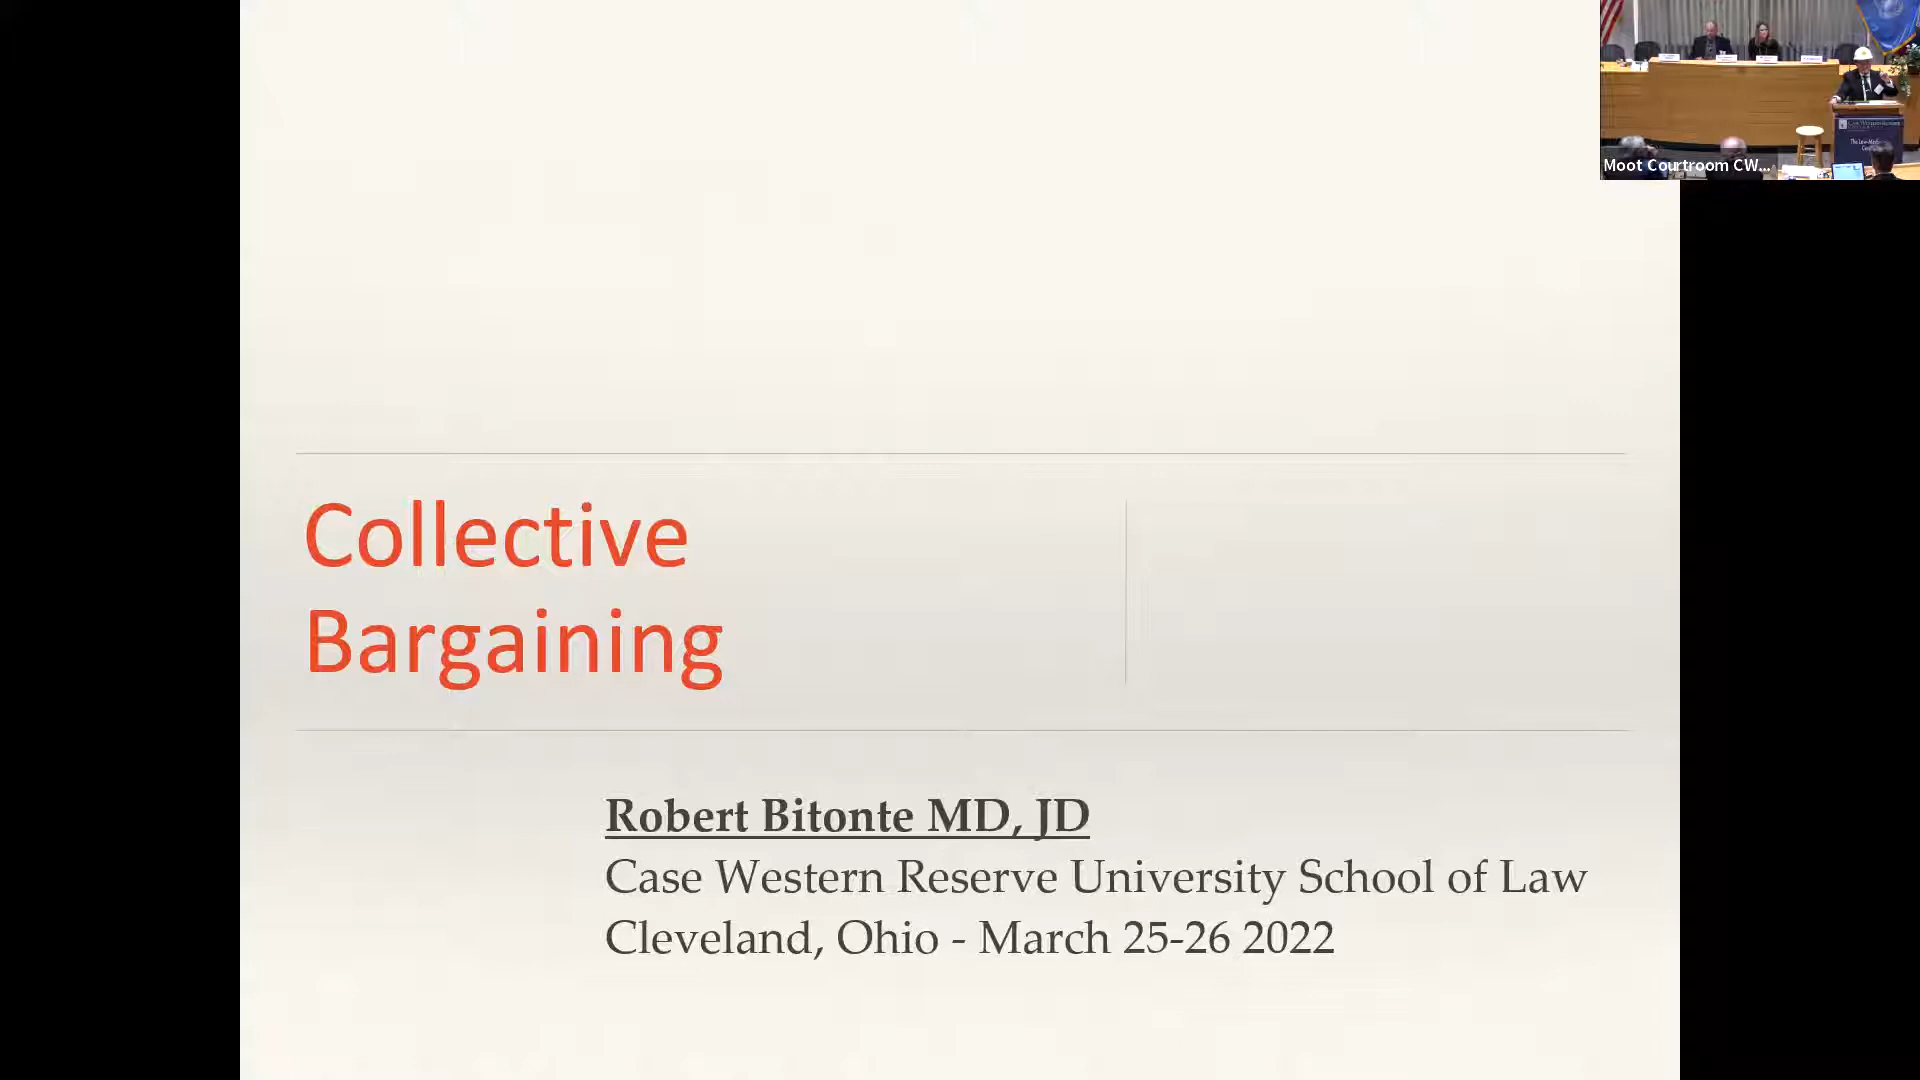 Moot Courtroom CW...
Collective
Bargaining
Robert Bitonte MD, JD
Case Western Reserve University School of Law
Cleveland, Ohio - March 25-26 2022